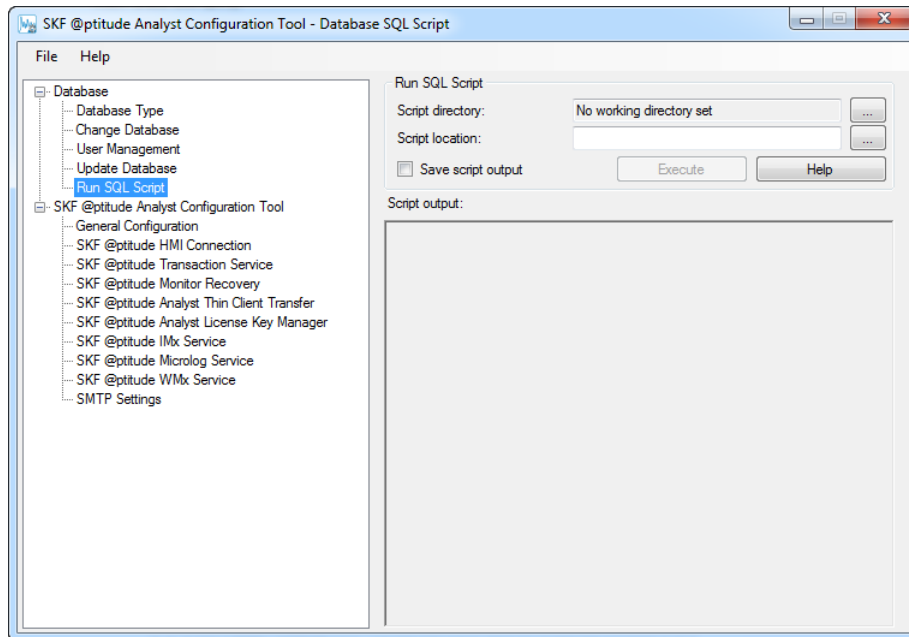 SKF @ptitude Analyst Configuration Tool - Database SQL Script
File Help
Database
Database Type
Change Database
User Management
Update Database
Run SQL Script
SKF @ptitude Analyst Configuration Tool
General Configuration
SKF @ptitude HMI Connection
SKF @ptitude Transaction Service
SKF @ptitude Monitor Recovery
SKF @ptitude Analyst Thin Client Transfer
SKF @ptitude Analyst License Key Manager
SKF @ptitude IMx Service
SKF @ptitude Microlog Service
SKF @ptitude WMx Service
SMTP Settings
Run SQL Script
Script directory: No working directory set ...
Script location: ...
Save script output Execute Help
Script output: